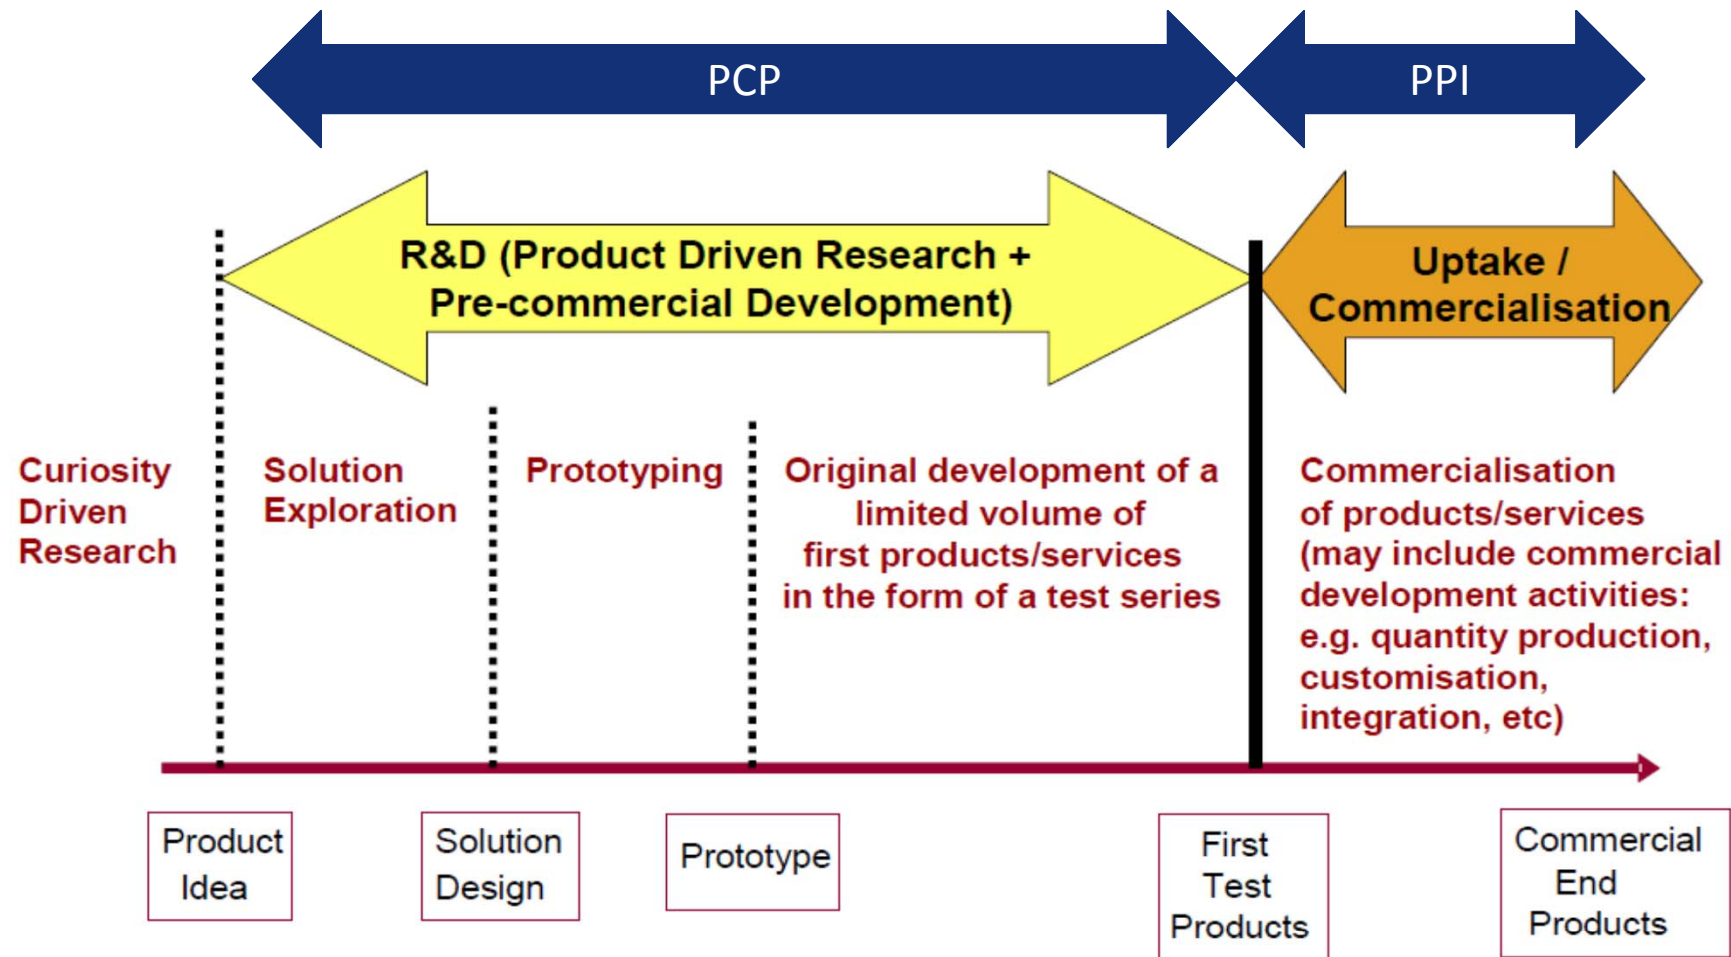 PCP
PPI
R&D (Product Driven Research +
Pre-commercial Development)
Uptake /
Commercialisation
Curiosity
Driven
Research
Solution
Exploration
Prototyping
Original development of a
limited volume of
first products/services
in the form of a test series
Commercialisation
of products/services
(may include commercial
development activities:
e.g. quantity production,
customisation,
integration, etc)
Product
Idea
Solution
Design
Prototype
First
Test
Products
Commercial
End
Products